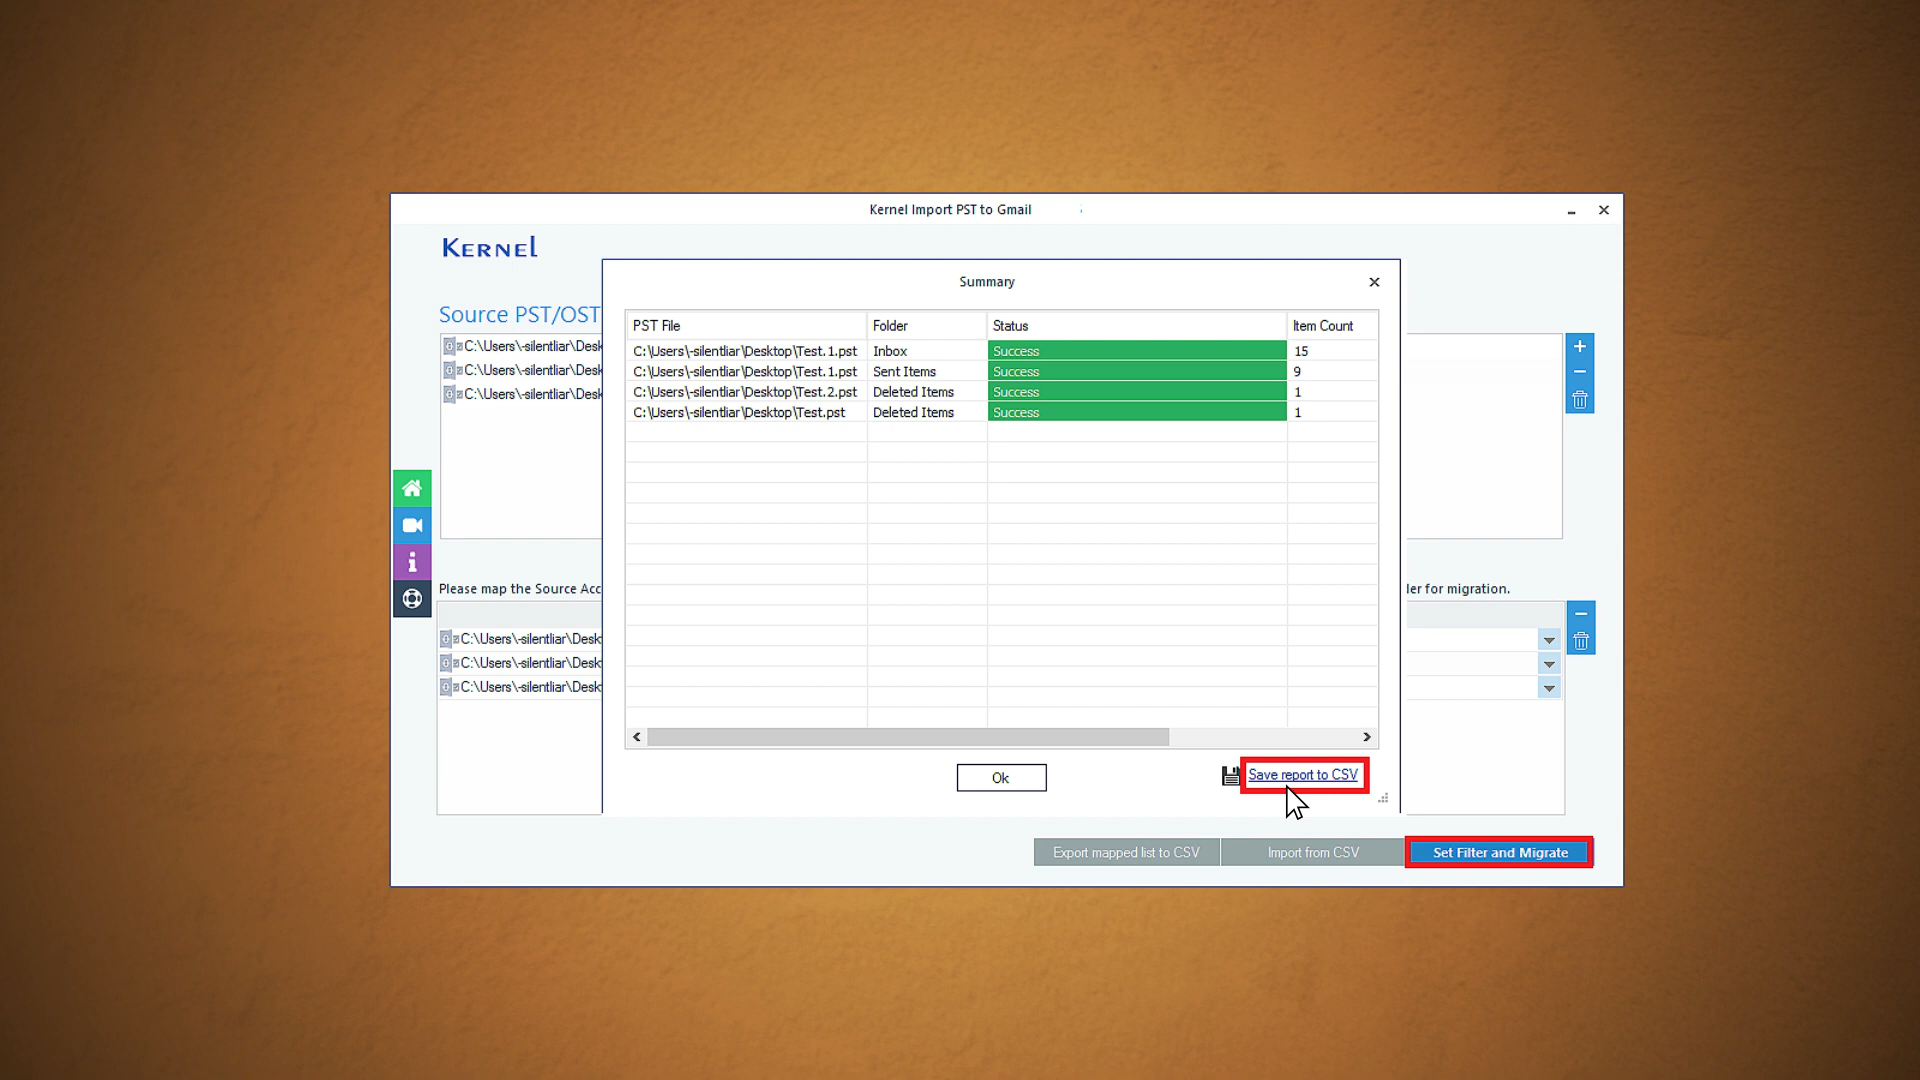 Kernel Import PST to Gmail
KERNEL
Summary
Source PST/OST
PST File Folder Status Item Count
C:\Users\-silentliar\Desktop\Test.1.pst Inbox Success 15
C:\Users\-silentliar\Desktop\Test.1.pst Sent Items Success 9
C:\Users\-silentliar\Desktop\Test.2.pst Deleted Items Success 1
C:\Users\-silentliar\Desktop\Test.pst Deleted Items Success 1
C:\Users\-silentliar\Desk
C:\Users\-silentliar\Desk
C:\Users\-silentliar\Desk
Please map the Source Acc
ler for migration.
C:\Users\-silentliar\Desk
C:\Users\-silentliar\Desk
C:\Users\-silentliar\Desk
Ok
Save report to CSV
Export mapped list to CSV Import from CSV Set Filter and Migrate